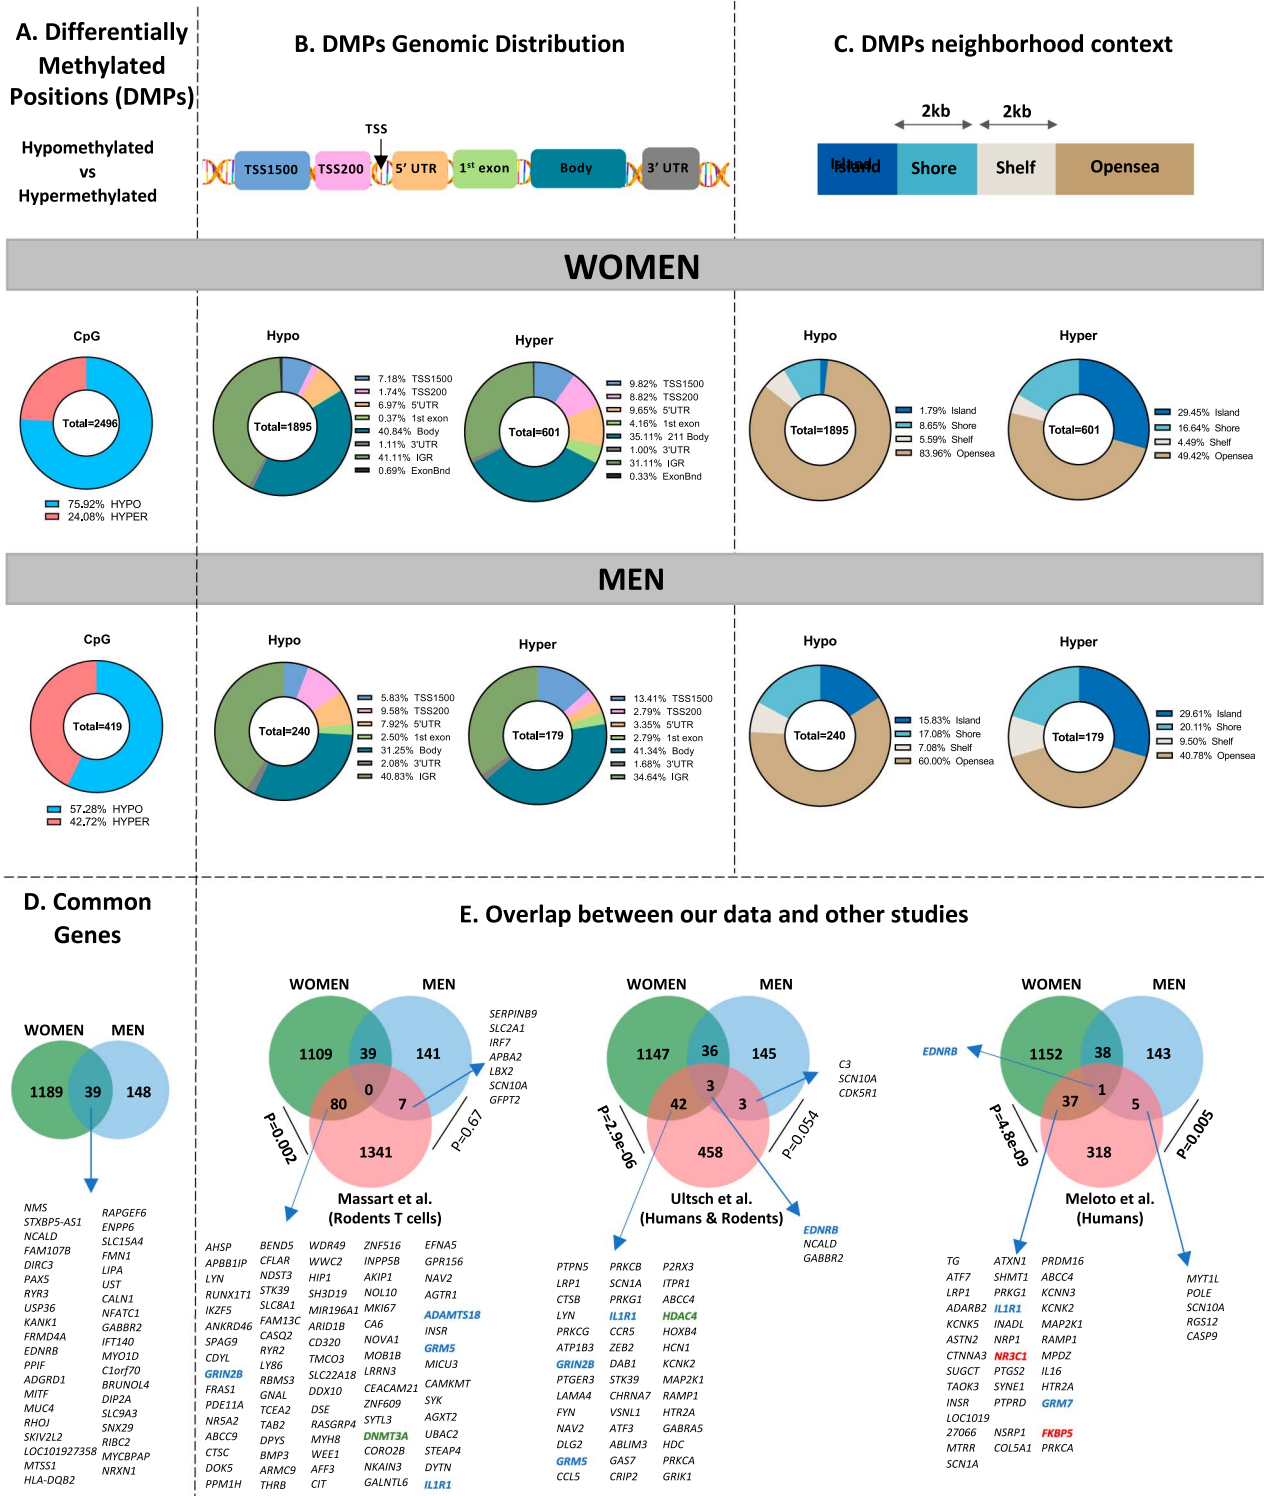 A. Differentially
Methylated
Positions (DMPs)
Hypomethylated
vs
Hypermethylated
B. DMPs Genomic Distribution
TSS
TSS1500
TSS200
5' UTR
1st exon
Body
3' UTR
C. DMPs neighborhood context
2kb
2kb
Island
Island
Shore
Shelf
Opensea
WOMEN
CpG
Total=2496
75.92% HYPO
24.08% HYPER
Hypo
Total=1895
7.18% TSS1500
1.74% TSS200
6.97% 5'UTR
0.37% 1st exon
40.84% Body
1.11% 3'UTR
41.11% IGR
0.69% ExonBnd
Hyper
Total=601
9.82% TSS1500
8.82% TSS200
9.65% 5'UTR
4.16% 1st exon
35.11% 211 Body
1.00% 3'UTR
31.11% IGR
0.33% ExonBnd
Hypo
Total=1895
1.79% Island
8.65% Shore
5.59% Shelf
83.96% Opensea
Hyper
Total=601
29.45% Island
16.64% Shore
4.49% Shelf
49.42% Opensea
MEN
CpG
Total=419
57.28% HYPO
42.72% HYPER
Hypo
Total=240
5.83% TSS1500
9.58% TSS200
7.92% 5'UTR
2.50% 1st exon
31.25% Body
2.08% 3'UTR
40.83% IGR
Hyper
Total=179
13.41% TSS1500
2.79% TSS200
3.35% 5'UTR
2.79% 1st exon
41.34% Body
1.68% 3'UTR
34.64% IGR
Hypo
Total=240
15.83% Island
17.08% Shore
7.08% Shelf
60.00% Opensea
Hyper
Total=179
29.61% Island
20.11% Shore
9.50% Shelf
40.78% Opensea
D. Common
Genes
WOMEN
MEN
1189
39
148
NMS
STXBP5-AS1
NCALD
FAM107B
DIRC3
PAX5
RYR3
USP36
KANK1
FRMD4A
EDNRB
PPIF
ADGRD1
MITF
MUC4
RHOJ
SKIV2L2
LOC101927358
MTSS1
HLA-DQB2
RAPGEF6
ENPP6
SLC15A4
FMN1
LIPA
UST
CALN1
NFATC1
GABBR2
IFT140
MYO1D
C1orf70
BRUNOL4
DIP2A
SLC9A3
SNX29
RIBC2
MYCBPAP
NRXN1
E. Overlap between our data and other studies
WOMEN
MEN
1109
39
141
0
80
7
1341
P=0.002
P=0.67
Massart et al.
(Rodents T cells)
SERPINB9
SLC2A1
IRF7
APBA2
LBX2
SCN10A
GFPT2
AHSP
APBB1IP
LYN
RUNX1T1
IKZF5
ANKRD46
SPAG9
CDYL
GRIN2B
FRAS1
PDE11A
NR5A2
ABCC9
CTSC
DOK5
PPM1H
BEND5
CFLAR
NDST3
STK39
SLC8A1
FAM13C
CASQ2
RYR2
LY86
RBMS3
GNAL
TCEA2
TAB2
DPYS
BMP3
ARMC9
THRB
WDR49
WWC2
HIP1
SH3D19
MIR196A1
ARID1B
CD320
TMCO3
SLC22A18
DDX10
DSE
RASGRP4
MYH8
WEE1
AFF3
CIT
ZNF516
INPP5B
AKIP1
NOL10
MKI67
CA6
NOVA1
MOB1B
LRRN3
CEACAM21
ZNF609
SYTL3
DNMT3A
CORO2B
NKAIN3
GALNTL6
EFNA5
GPR156
NAV2
AGTR1
ADAMTS18
INSR
GRM5
MICU3
CAMKMT
SYK
AGXT2
UBAC2
STEAP4
DYTN
IL1R1
WOMEN
MEN
1147
36
145
3
42
3
458
P=2.9e-06
P=0.054
Ultsch et al.
(Humans & Rodents)
C3
SCN10A
CDK5R1
EDNRB
NCALD
GABBR2
PTPN5
LRP1
CTSB
LYN
PRKCG
ATP1B3
GRIN2B
PTGER3
LAMA4
FYN
NAV2
DLG2
GRM5
CCL5
PRKCB
SCN1A
PRKG1
IL1R1
CCR5
ZEB2
DAB1
STK39
CHRNA7
VSNL1
ATF3
ABLIM3
GAS7
CRIP2
P2RX3
ITPR1
ABCC4
HDAC4
HOXB4
HCN1
KCNK2
MAP2K1
RAMP1
HTR2A
GABRA5
HDC
PRKCA
GRIK1
WOMEN
MEN
EDNRB
1152
38
143
1
37
5
318
P=4.8e-09
P=0.005
Meloto et al.
(Humans)
TG
ATF7
LRP1
ADARB2
KCNK5
ASTN2
CTNNA3
SUGCT
TAOK3
INSR
LOC1019
27066
MTRR
SCN1A
ATXN1
SHMT1
PRKG1
IL1R1
INADL
NRP1
NR3C1
PTGS2
SYNE1
PTPRD
NSRP1
COL5A1
PRDM16
ABCC4
KCNN3
KCNK2
MAP2K1
RAMP1
MPDZ
IL16
HTR2A
GRM7
FKBP5
PRKCA
MYT1L
POLE
SCN10A
RGS12
CASP9